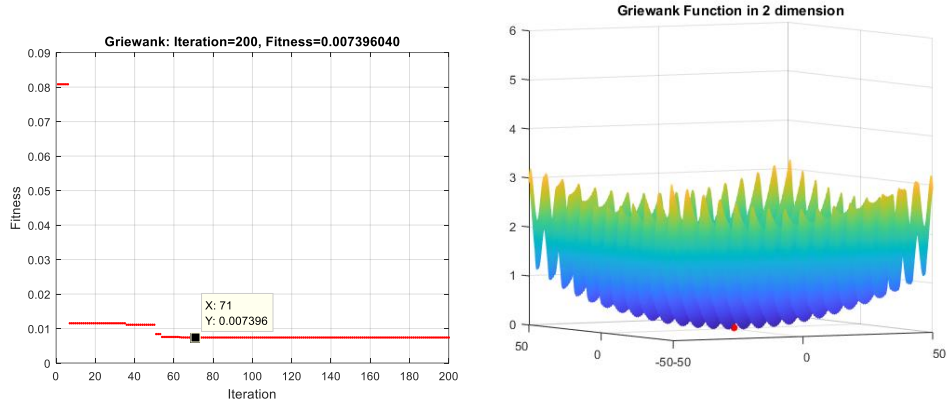 Griewank: Iteration=200, Fitness=0.007396040
0.09
0.08
0.07
0.06
0.05
0.04
0.03
0.02
0.01
0
Fitness
X: 71
Y: 0.007396
0 20 40 60 80 100 120 140 160 180 200
Iteration
Griewank Function in 2 dimension
6
5
4
3
2
1
0
50 0 -50-50 0 50